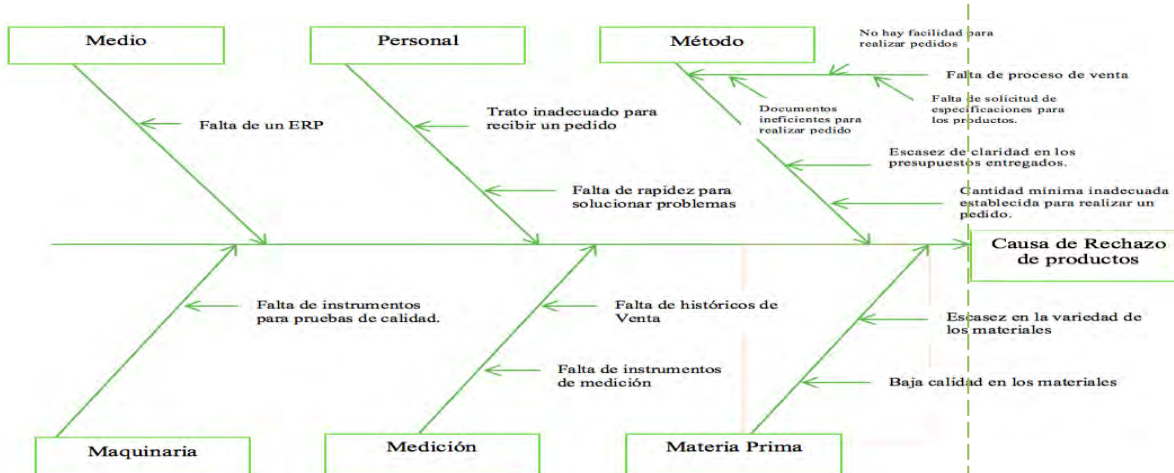 Medio
Personal
Método
No hay facilidad para
realizar pedidos
Falta de proceso de venta
Falta de solicitud de
especificaciones para
los productos.
Documentos
ineficientes para
realizar pedido
Falta de un ERP
Trato inadecuado para
recibir un pedido
Escasez de claridad en los
presupuestos entregados.
Falta de rapidez para
solucionar problemas
Cantidad mínima inadecuada
establecida para realizar un
pedido.
Causa de Rechazo
de productos
Falta de instrumentos
para pruebas de calidad.
Falta de históricos de
Venta
Escasez en la variedad de
los materiales
Falta de instrumentos
de medición
Baja calidad en los materiales
Maquinaria
Medición
Materia Prima